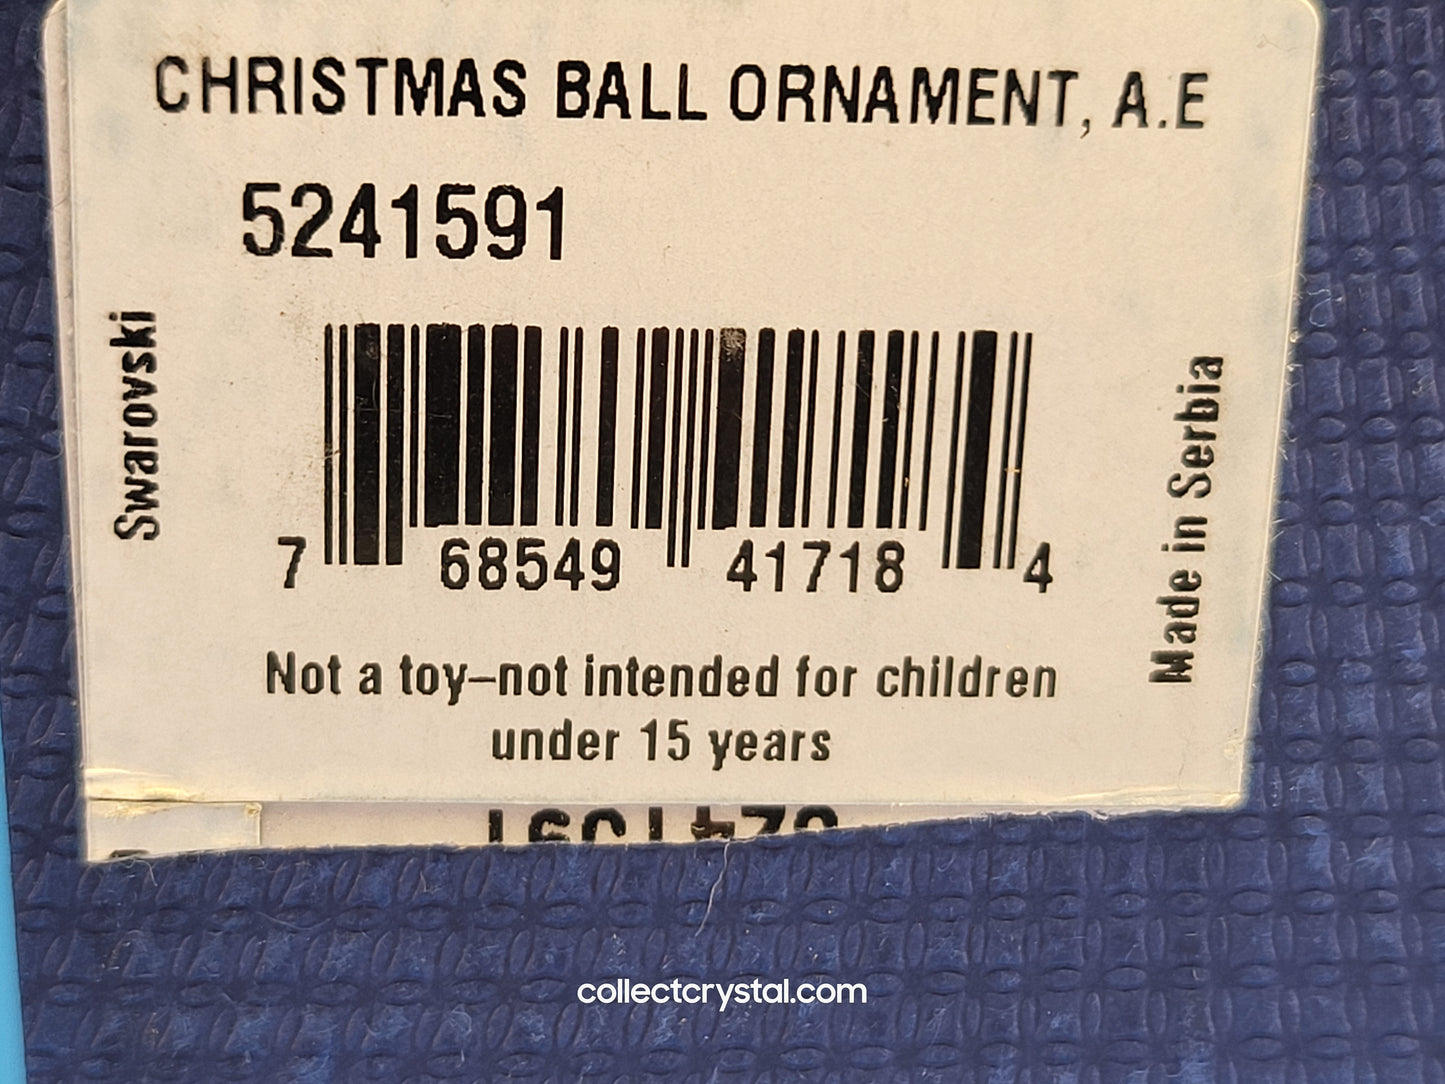 CHRISTMAS BALL ORNAMENT, A.E
5241591
Swarovski
7 68549 41718 4
Made in Serbia
Not a toy–not intended for children
under 15 years
collectcrystal.com